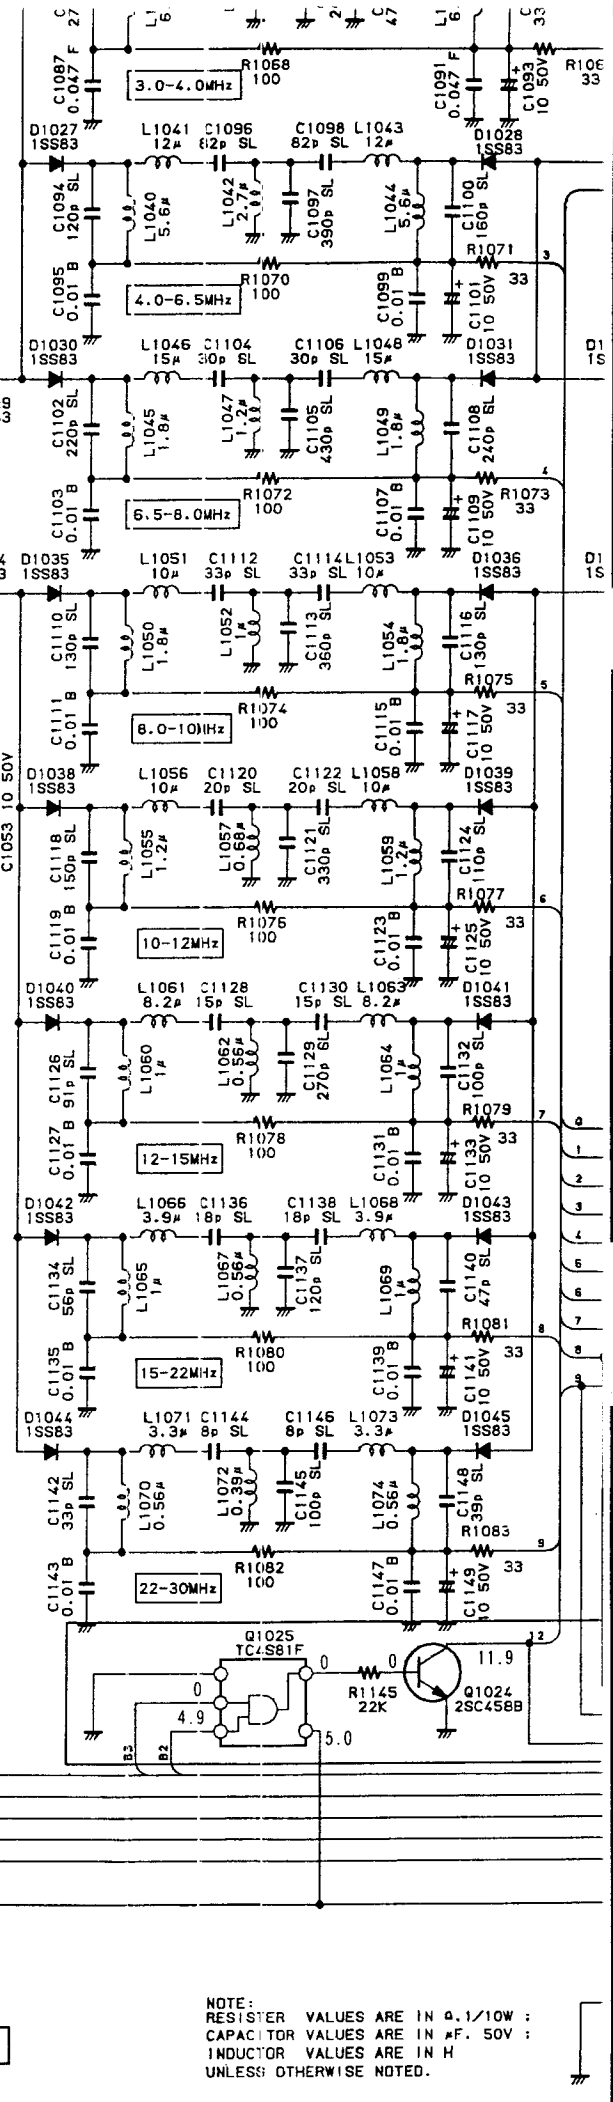 R1068
100
C1087
0.047 F
3.0-4.0MHz
C1091
0.047 F
C1093
10 50V
33
D1027
1SS83
L1041
12μ
C1096
82p SL
C1098
82p SL
L1043
12μ
D1028
1SS83
C1094
120p SL
L1040
5.6μ
L1042
2.7μ
C1097
390p SL
L1044
5.6μ
C1100
160p SL
R1071
33
3
C1095
0.01 B
R1070
100
4.0-6.5MHz
C1099
0.01 B
C1101
10 50V
D1030
1SS83
L1046
15μ
C1104
30p SL
C1106
30p SL
L1048
15μ
D1031
1SS83
C1102
220p SL
L1045
1.8μ
L1047
1.2μ
C1105
430p SL
L1049
1.8μ
C1108
240p SL
4
C1103
0.01 B
R1072
100
6.5-8.0MHz
C1107
0.01 B
C1109
10 50V
R1073
33
D1035
1SS83
L1051
10μ
C1112
33p SL
C1114
33p SL
L1053
10μ
D1036
1SS83
C1110
130p SL
L1050
1.8μ
L1052
1μ
C1113
360p SL
L1054
1.8μ
C1116
130p SL
R1075
33
5
C1111
0.01 B
R1074
100
8.0-10MHz
C1115
0.01 B
C1117
10 50V
C1053 10 50V
D1038
1SS83
L1056
10μ
C1120
20p SL
C1122
20p SL
L1058
10μ
D1039
1SS83
C1118
150p SL
L1055
1.2μ
L1057
0.68μ
C1121
330p SL
L1059
1.2μ
C1124
110p SL
R1077
33
6
C1119
0.01 B
R1076
100
10-12MHz
C1123
0.01 B
C1125
10 50V
D1040
1SS83
L1061
8.2μ
C1128
15p SL
C1130
15p SL
L1063
8.2μ
D1041
1SS83
C1126
91p SL
L1060
1μ
L1062
0.56μ
C1129
270p SL
L1064
1μ
C1132
100p SL
R1079
33
7
C1127
0.01 B
R1078
100
12-15MHz
C1131
0.01 B
C1133
10 50V
0
1
2
3
4
5
6
7
8
9
D1042
1SS83
L1066
3.9μ
C1136
18p SL
C1138
18p SL
L1068
3.9μ
D1043
1SS83
C1134
56p SL
L1065
1μ
L1067
0.56μ
C1137
120p SL
L1069
1μ
C1140
47p SL
R1081
33
8
C1135
0.01 B
R1080
100
15-22MHz
C1139
0.01 B
C1141
10 50V
D1044
1SS83
L1071
3.3μ
C1144
8p SL
C1146
8p SL
L1073
3.3μ
D1045
1SS83
C1142
33p SL
L1070
0.56μ
L1072
0.39μ
C1145
100p SL
L1074
0.56μ
C1148
39p SL
R1083
33
9
C1143
0.01 B
R1082
100
22-30MHz
C1147
0.01 B
C1149
10 50V
Q1025
TC4S81F
0
4.9
0
5.0
B3
B2
R1145
22K
0
12
11.9
Q1024
2SC458B
NOTE:
RESISTER VALUES ARE IN Ω,1/10W ;
CAPACITOR VALUES ARE IN μF. 50V ;
INDUCTOR VALUES ARE IN H
UNLESS OTHERWISE NOTED.